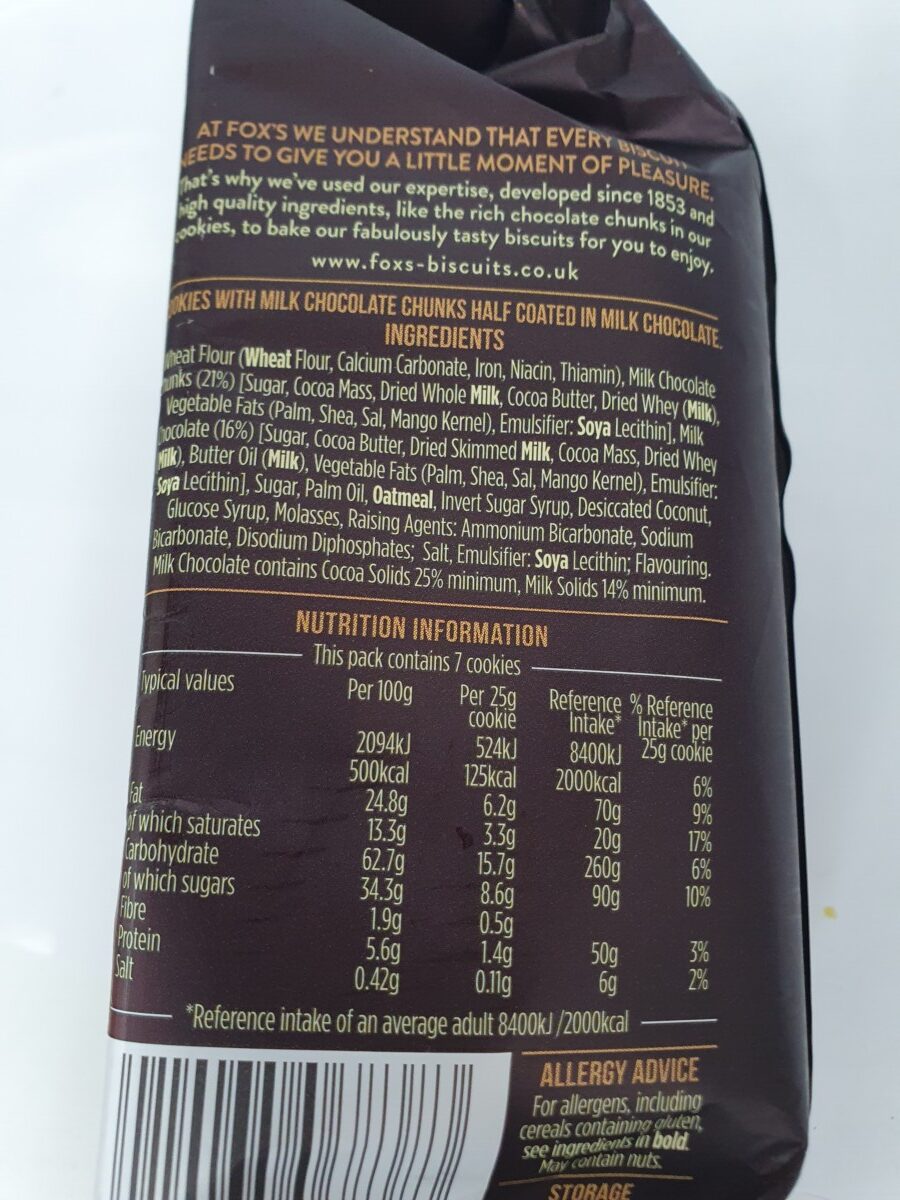 AT FOX'S WE UNDERSTAND THAT EVERY
TO GIVE YOU A LITTLE MOMENT OF PLEASURE.
why we've used our expertise, developed since 1853 and
quality ingredients, like the rich chocolate chunks in our
to bake our fabulously tasty biscuits for you to enjoy.
www.foxs-biscuits.co.uk
WITH MILK CHOCOLATE CHUNKS HALF COATED IN MILK CHOCOLATE.
INGREDIENTS
Flour (Wheat Flour, Calcium Carbonate, Iron, Niacin, Thiamin), Milk Chocolate
(21%) [Sugar, Cocoa Mass, Dried Whole Milk, Cocoa Butter, Dried Whey (Milk),
Vegetable Fats (Palm, Shea, Sal, Mango Kernel), Emulsifier: Soya Lecithin], Milk
(16%) [Sugar, Cocoa Butter, Dried Skimmed Milk, Cocoa Mass, Dried Whey
(Milk), Butter Oil (Milk), Vegetable Fats (Palm, Shea, Sal, Mango Kernel), Emulsifier:
Soya Lecithin], Sugar, Palm Oil, Oatmeal, Invert Sugar Syrup, Desiccated Coconut,
Glucose Syrup, Molasses, Raising Agents: Ammonium Bicarbonate, Sodium
Bicarbonate, Disodium Diphosphates; Salt, Emulsifier: Soya Lecithin; Flavouring.
Milk Chocolate contains Cocoa Solids 25% minimum, Milk Solids 14% minimum.
NUTRITION INFORMATION
This pack contains 7 cookies
Typical values Per 100g Per 25g cookie Reference Intake* % Reference Intake* per 25g cookie
Energy 2094kJ 524kJ 8400kJ
500kcal 125kcal 2000kcal 6%
Fat 24.8g 6.2g 70g 9%
of which saturates 13.3g 3.3g 20g 17%
Carbohydrate 62.7g 15.7g 260g 6%
of which sugars 34.3g 8.6g 90g 10%
Fibre 1.9g 0.5g
Protein 5.6g 1.4g 50g 3%
Salt 0.42g 0.11g 6g 2%
*Reference intake of an average adult 8400kJ/2000kcal
ALLERGY ADVICE
For allergens, including
cereals containing gluten,
see ingredients in bold.
May contain nuts.
STORAGE